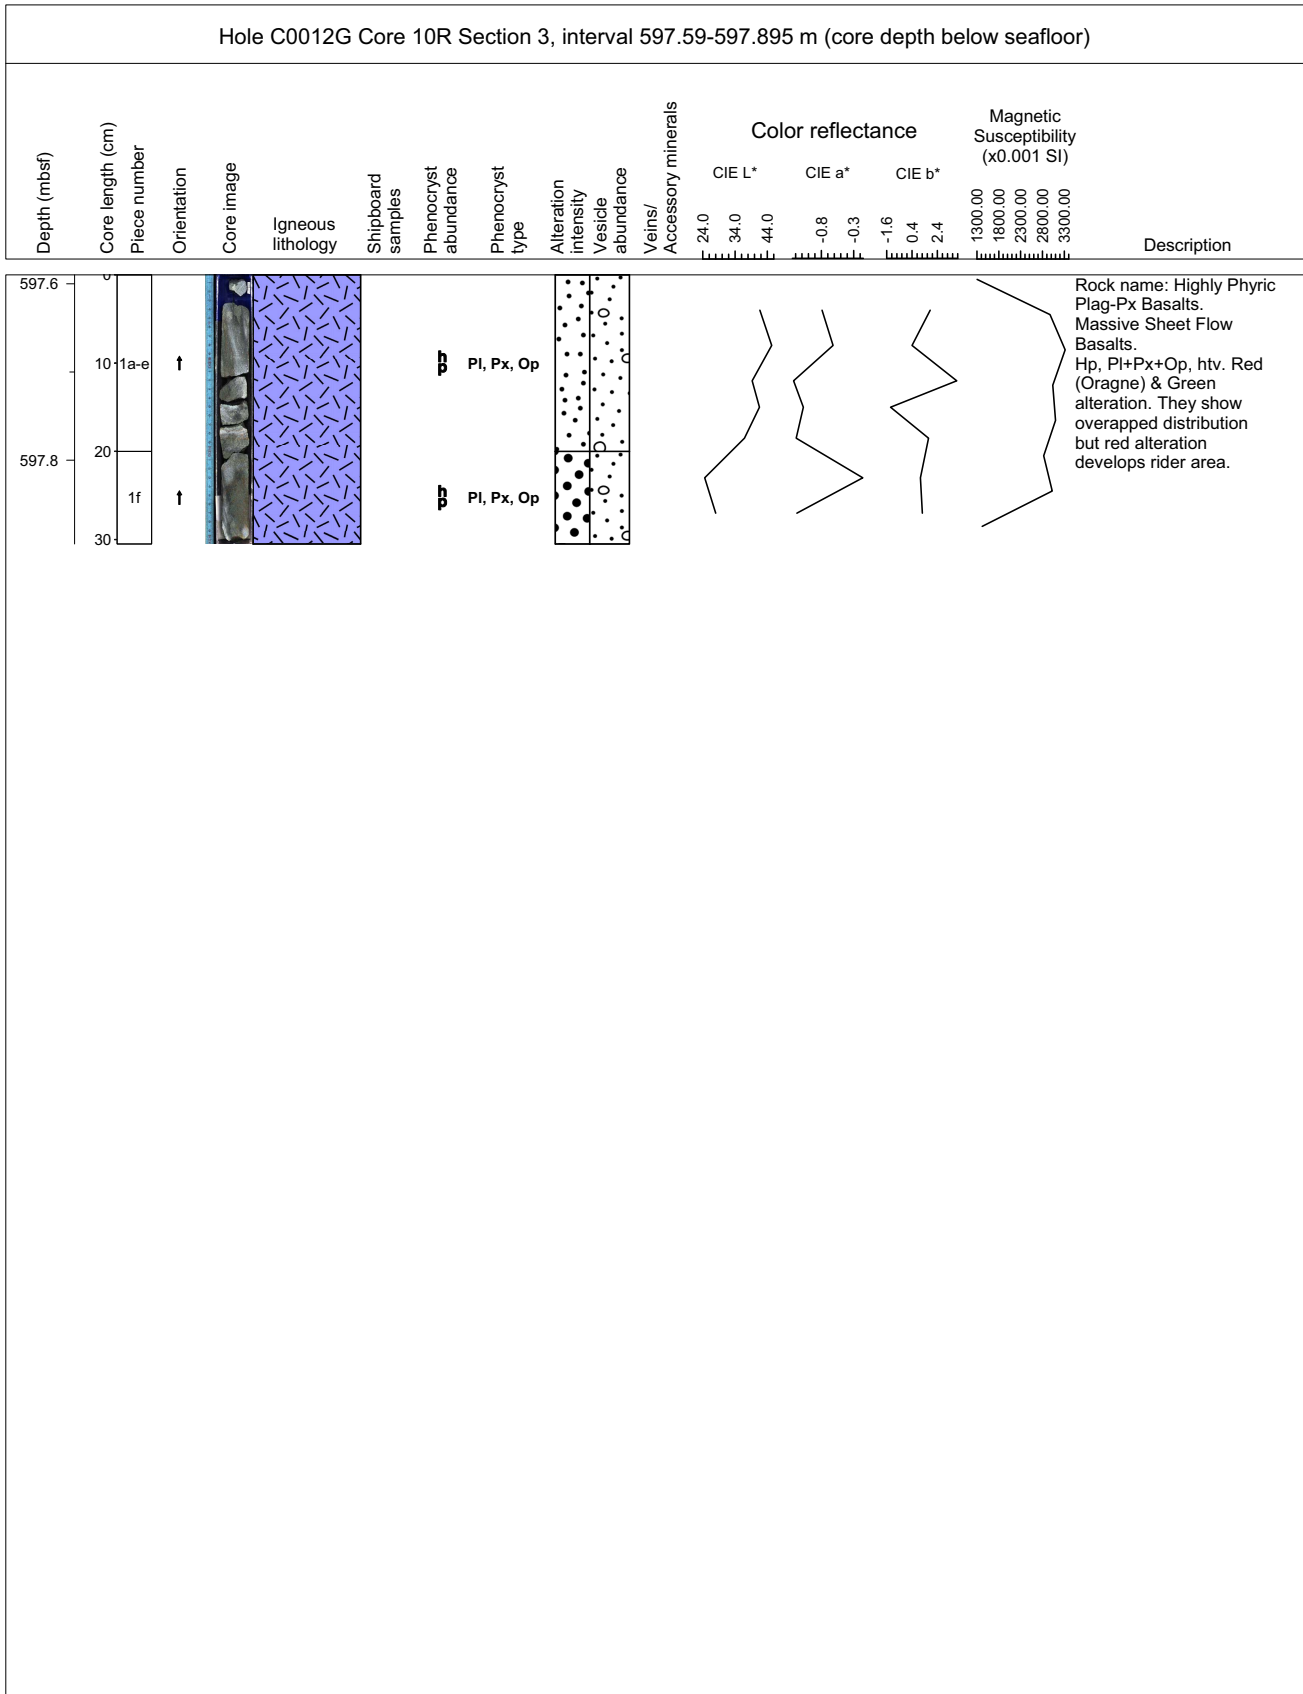 Hole C0012G Core 10R Section 3, interval 597.59-597.895 m (core depth below seafloor)
Depth (mbsf)
Core length (cm)
Piece number
Orientation
Core image
Igneous
lithology
Shipboard
samples
Phenocryst
abundance
Phenocryst
type
Alteration
intensity
Vesicle
abundance
Veins/
Accessory minerals
Color reflectance
CIE L*
24.0
34.0
44.0
CIE a*
-0.8
-0.3
CIE b*
-1.6
0.4
2.4
Magnetic
Susceptibility
(x0.001 SI)
1300.00
1800.00
2300.00
2800.00
3300.00
Description
597.6
597.8
0
10
20
30
1a-e
1f
hp
Pl, Px, Op
hp
Pl, Px, Op
Rock name: Highly Phyric
Plag-Px Basalts.
Massive Sheet Flow
Basalts.
Hp, Pl+Px+Op, htv. Red
(Oragne) & Green
alteration. They show
overapped distribution
but red alteration
develops rider area.